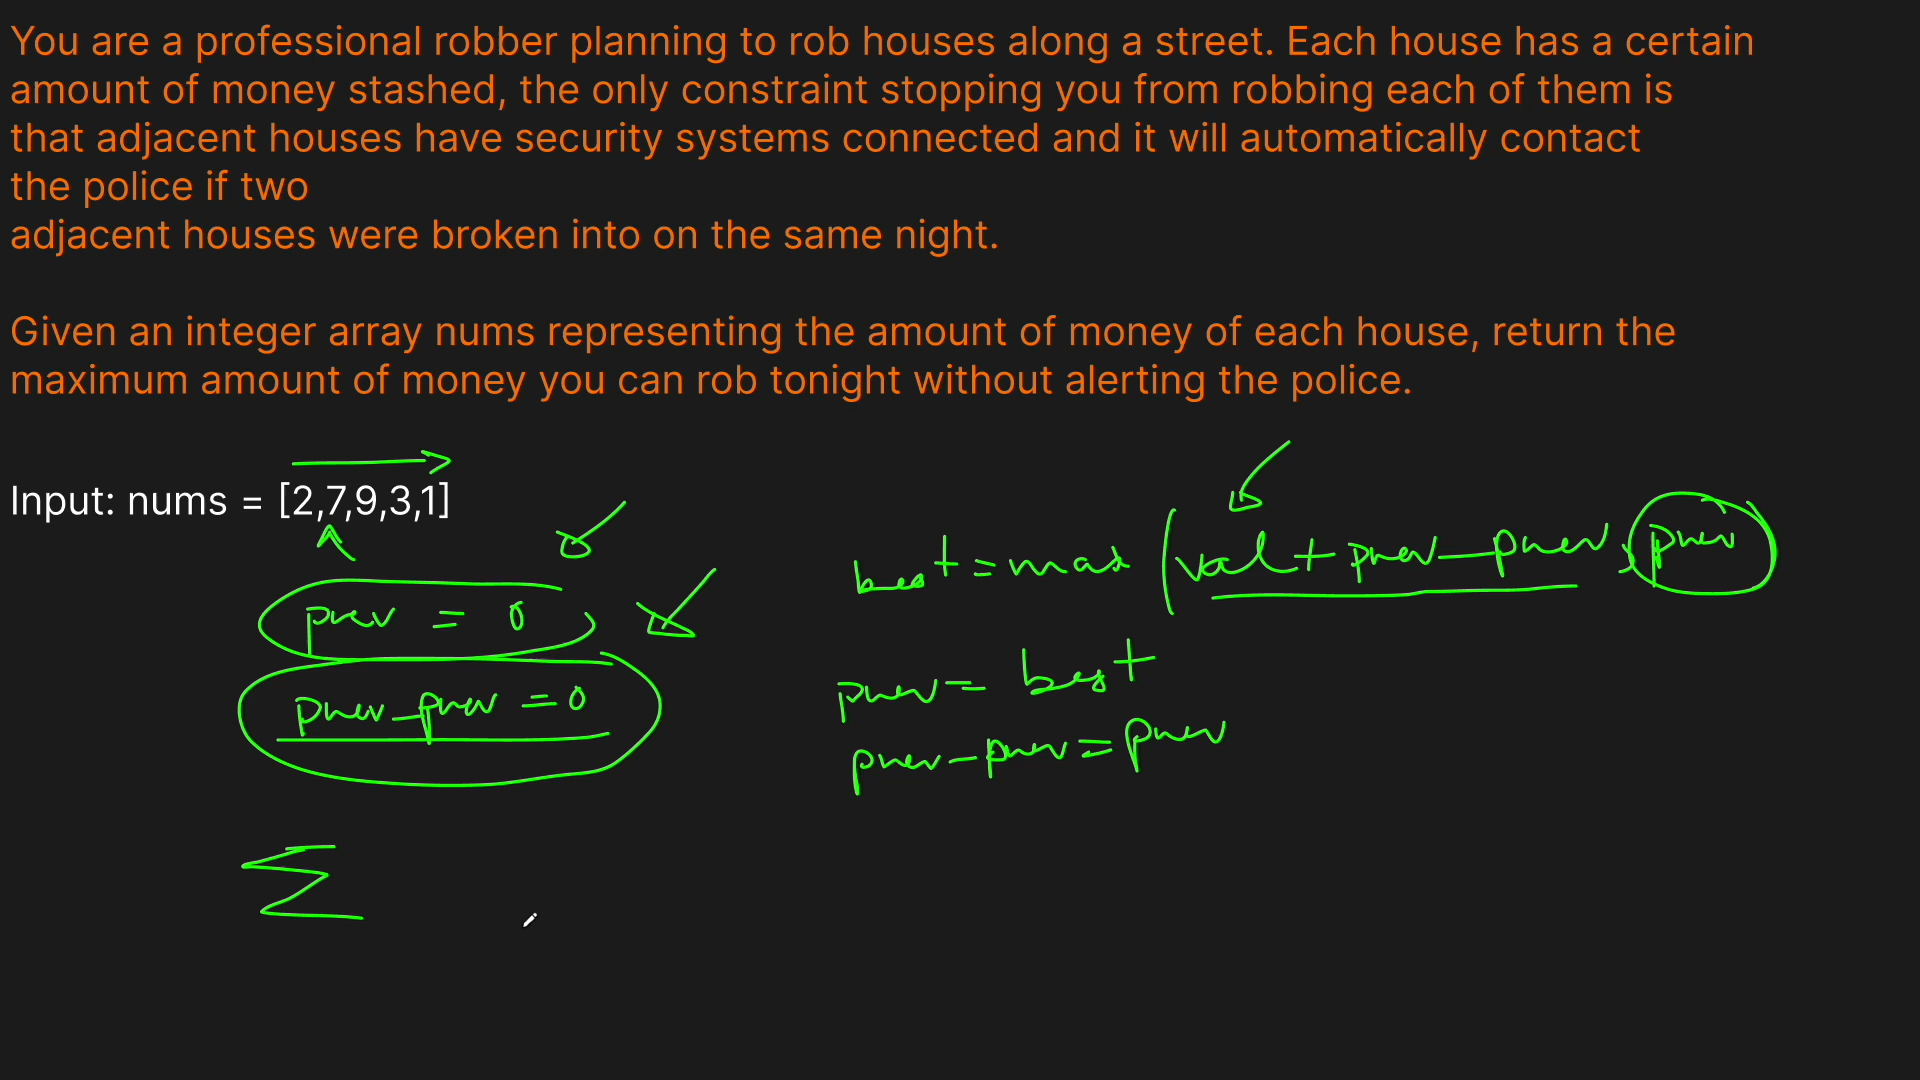 You are a professional robber planning to rob houses along a street. Each house has a certain
amount of money stashed, the only constraint stopping you from robbing each of them is
that adjacent houses have security systems connected and it will automatically contact
the police if two
adjacent houses were broken into on the same night.
Given an integer array nums representing the amount of money of each house, return the
maximum amount of money you can rob tonight without alerting the police.
Input: nums = [2,7,9,3,1]
best = max (val + prev_prev, prev
prev = 0
prev_prev = 0
prev = best
prev_prev = prev